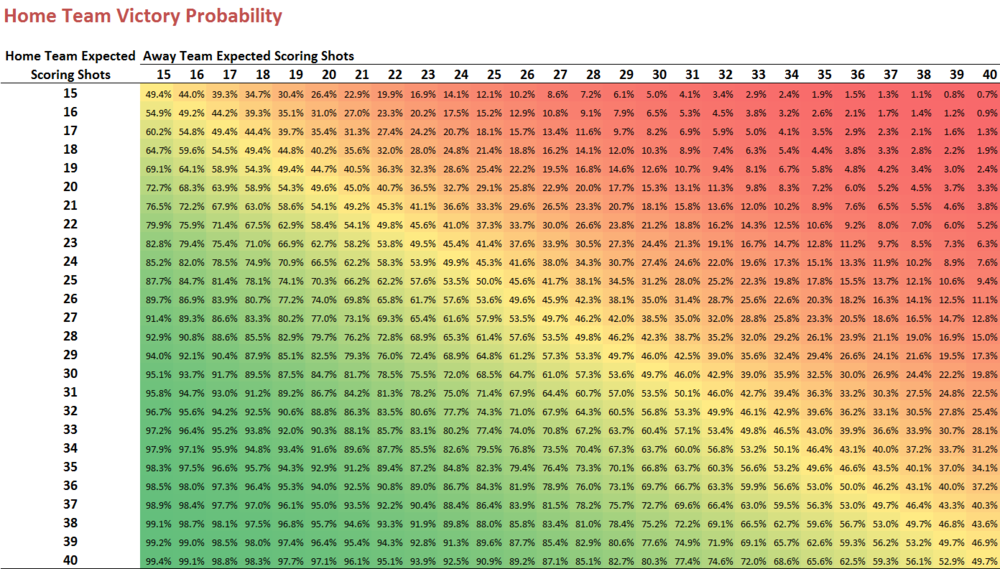 Home Team Victory Probability
Home Team Expected Away Team Expected Scoring Shots
Scoring Shots 15 16 17 18 19 20 21 22 23 24 25 26 27 28 29 30 31 32 33 34 35 36 37 38 39 40
15 49.4% 44.0% 39.3% 34.7% 30.4% 26.4% 22.9% 19.9% 16.9% 14.1% 12.1% 10.2% 8.6% 7.2% 6.1% 5.0% 4.1% 3.4% 2.9% 2.4% 1.9% 1.5% 1.3% 1.1% 0.8% 0.7%
16 54.9% 49.2% 44.2% 39.3% 35.1% 31.0% 27.0% 23.3% 20.2% 17.5% 15.2% 12.9% 10.8% 9.1% 7.9% 6.5% 5.3% 4.5% 3.8% 3.2% 2.6% 2.1% 1.7% 1.4% 1.2% 0.9%
17 60.2% 54.8% 49.4% 44.4% 39.7% 35.4% 31.3% 27.4% 24.2% 20.7% 18.1% 15.7% 13.4% 11.6% 9.7% 8.2% 6.9% 5.9% 5.0% 4.1% 3.5% 2.9% 2.3% 2.1% 1.6% 1.3%
18 64.7% 59.6% 54.5% 49.4% 44.8% 40.2% 35.6% 32.0% 28.0% 24.8% 21.4% 18.8% 16.2% 14.1% 12.0% 10.3% 8.9% 7.4% 6.3% 5.4% 4.4% 3.8% 3.3% 2.8% 2.2% 1.9%
19 69.1% 64.1% 58.9% 54.3% 49.4% 44.7% 40.5% 36.3% 32.3% 28.6% 25.4% 22.2% 19.5% 16.8% 14.6% 12.6% 10.7% 9.4% 8.1% 6.7% 5.8% 4.8% 4.2% 3.4% 3.0% 2.4%
20 72.7% 68.3% 63.9% 58.9% 54.3% 49.6% 45.0% 40.7% 36.5% 32.7% 29.1% 25.8% 22.9% 20.0% 17.7% 15.3% 13.1% 11.3% 9.8% 8.3% 7.2% 6.0% 5.2% 4.5% 3.7% 3.3%
21 76.5% 72.2% 67.9% 63.0% 58.6% 54.1% 49.2% 45.3% 41.1% 36.6% 33.3% 29.6% 26.5% 23.3% 20.7% 18.1% 15.8% 13.6% 12.0% 10.2% 8.9% 7.6% 6.5% 5.5% 4.6% 3.8%
22 79.9% 75.9% 71.4% 67.5% 62.9% 58.4% 54.1% 49.8% 45.6% 41.0% 37.3% 33.7% 30.0% 26.6% 23.8% 21.2% 18.8% 16.2% 14.3% 12.5% 10.6% 9.2% 8.0% 7.0% 6.0% 5.2%
23 82.8% 79.4% 75.4% 71.0% 66.9% 62.7% 58.2% 53.8% 49.5% 45.4% 41.4% 37.6% 33.9% 30.5% 27.3% 24.4% 21.3% 19.1% 16.7% 14.7% 12.8% 11.2% 9.7% 8.5% 7.3% 6.3%
24 85.2% 82.0% 78.5% 74.9% 70.9% 66.5% 62.2% 58.3% 53.9% 49.9% 45.3% 41.6% 38.0% 34.3% 30.7% 27.4% 24.6% 22.0% 19.6% 17.3% 15.1% 13.3% 11.9% 10.2% 8.9% 7.6%
25 87.7% 84.7% 81.4% 78.1% 74.1% 70.3% 66.2% 62.2% 57.6% 53.5% 50.0% 45.6% 41.7% 38.1% 34.5% 31.2% 28.0% 25.2% 22.3% 19.8% 17.8% 15.5% 13.7% 12.1% 10.6% 9.4%
26 89.7% 86.9% 83.9% 80.7% 77.2% 74.0% 69.8% 65.8% 61.7% 57.6% 53.6% 49.6% 45.9% 42.3% 38.1% 35.0% 31.4% 28.7% 25.6% 22.6% 20.3% 18.2% 16.3% 14.1% 12.5% 11.1%
27 91.4% 89.3% 86.6% 83.3% 80.2% 77.0% 73.1% 69.3% 65.4% 61.6% 57.9% 53.5% 49.7% 46.2% 42.0% 38.5% 35.0% 32.0% 28.8% 25.8% 23.3% 20.5% 18.6% 16.5% 14.7% 12.8%
28 92.9% 90.8% 88.6% 85.5% 82.9% 79.7% 76.2% 72.8% 68.9% 65.3% 61.4% 57.6% 53.5% 49.8% 46.2% 42.3% 38.7% 35.2% 32.0% 29.2% 26.1% 23.9% 21.1% 19.0% 16.9% 15.0%
29 94.0% 92.1% 90.4% 87.9% 85.1% 82.5% 79.3% 76.0% 72.4% 68.9% 64.8% 61.2% 57.3% 53.3% 49.7% 46.0% 42.5% 39.0% 35.6% 32.4% 29.4% 26.6% 24.1% 21.6% 19.5% 17.3%
30 95.1% 93.7% 91.7% 89.5% 87.5% 84.7% 81.7% 78.5% 75.5% 72.0% 68.5% 64.7% 61.0% 57.3% 53.6% 49.7% 46.0% 42.9% 39.0% 35.9% 32.5% 30.0% 26.9% 24.4% 22.2% 19.8%
31 95.8% 94.7% 93.0% 91.2% 89.2% 86.7% 84.2% 81.3% 78.2% 75.0% 71.4% 67.9% 64.4% 60.7% 57.0% 53.5% 50.1% 46.0% 42.7% 39.4% 36.3% 33.2% 30.3% 27.5% 24.8% 22.5%
32 96.7% 95.6% 94.2% 92.5% 90.6% 88.8% 86.3% 83.5% 80.6% 77.7% 74.3% 71.0% 67.9% 64.3% 60.5% 56.8% 53.3% 49.9% 46.1% 42.9% 39.6% 36.2% 33.1% 30.5% 27.8% 25.4%
33 97.2% 96.4% 95.2% 93.8% 92.0% 90.3% 88.1% 85.7% 83.1% 80.2% 77.4% 74.0% 70.8% 67.2% 63.7% 60.4% 57.1% 53.4% 49.8% 46.5% 43.0% 39.9% 36.6% 33.9% 30.7% 28.1%
34 97.9% 97.1% 95.9% 94.8% 93.4% 91.6% 89.6% 87.7% 85.5% 82.6% 79.5% 76.8% 73.5% 70.4% 67.3% 63.7% 60.0% 56.8% 53.2% 50.1% 46.4% 43.1% 40.0% 37.2% 33.7% 31.2%
35 98.3% 97.5% 96.6% 95.7% 94.3% 92.9% 91.2% 89.4% 87.2% 84.8% 82.3% 79.4% 76.4% 73.3% 70.1% 66.8% 63.7% 60.3% 56.6% 53.2% 49.6% 46.6% 43.5% 40.1% 37.0% 34.1%
36 98.5% 98.0% 97.3% 96.4% 95.3% 94.0% 92.5% 90.8% 89.0% 86.7% 84.3% 81.9% 78.9% 76.0% 73.1% 69.7% 66.7% 63.3% 59.9% 56.6% 53.0% 50.0% 46.2% 43.1% 40.0% 37.2%
37 98.9% 98.4% 97.7% 97.0% 96.1% 95.0% 93.5% 92.2% 90.4% 88.4% 86.4% 83.9% 81.5% 78.2% 75.7% 72.7% 69.6% 66.4% 63.0% 59.5% 56.3% 53.0% 49.7% 46.4% 43.3% 40.3%
38 99.1% 98.7% 98.1% 97.5% 96.8% 95.7% 94.6% 93.3% 91.9% 89.8% 88.0% 85.8% 83.4% 81.0% 78.4% 75.2% 72.2% 69.1% 66.5% 62.7% 59.6% 56.7% 53.0% 49.7% 46.8% 43.6%
39 99.2% 99.0% 98.5% 98.0% 97.4% 96.4% 95.4% 94.3% 92.8% 91.3% 89.6% 87.7% 85.4% 82.9% 80.6% 77.6% 74.9% 71.9% 69.1% 65.7% 62.6% 59.3% 56.2% 53.2% 49.7% 46.9%
40 99.4% 99.1% 98.8% 98.3% 97.7% 97.1% 96.1% 95.1% 93.9% 92.5% 90.9% 89.2% 87.1% 85.1% 82.7% 80.3% 77.4% 74.6% 72.0% 68.6% 65.6% 62.5% 59.3% 56.1% 52.9% 49.7%